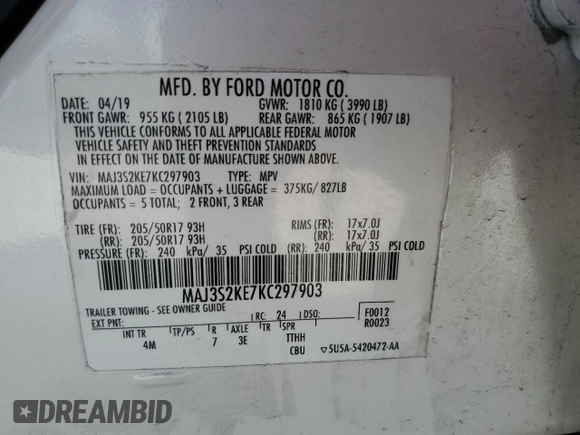 MFD. BY FORD MOTOR CO.
DATE: 04/19 GVWR: 1810 KG ( 3990 LB)
FRONT GAWR: 955 KG ( 2105 LB) REAR GAWR: 865 KG ( 1907 LB)
THIS VEHICLE CONFORMS TO ALL APPLICABLE FEDERAL MOTOR
VEHICLE SAFETY AND THEFT PREVENTION STANDARDS
IN EFFECT ON THE DATE OF MANUFACTURE SHOWN ABOVE.
VIN: MAJ3S2KE7KC297903 TYPE: MPV
MAXIMUM LOAD = OCCUPANTS + LUGGAGE = 375KG/ 827LB
OCCUPANTS = 5 TOTAL; 2 FRONT, 3 REAR
TIRE (FR): 205/50R17 93H RIMS (FR): 17x7.0J
(RR): 205/50R17 93H (RR): 17x7.0J
PRESSURE (FR): 240 kPa/ 35 PSI COLD (RR): 240 kPa/ 35 PSI COLD
MAJ3S2KE7KC297903
TRAILER TOWING - SEE OWNER GUIDE
EXT PNT: RC: 24 DSO: F0012
R0023
INT TR TP/PS R AXLE TR SPR
4M 7 3E TTHH
CBU ▽5U5A-5420472-AA
DREAMBID